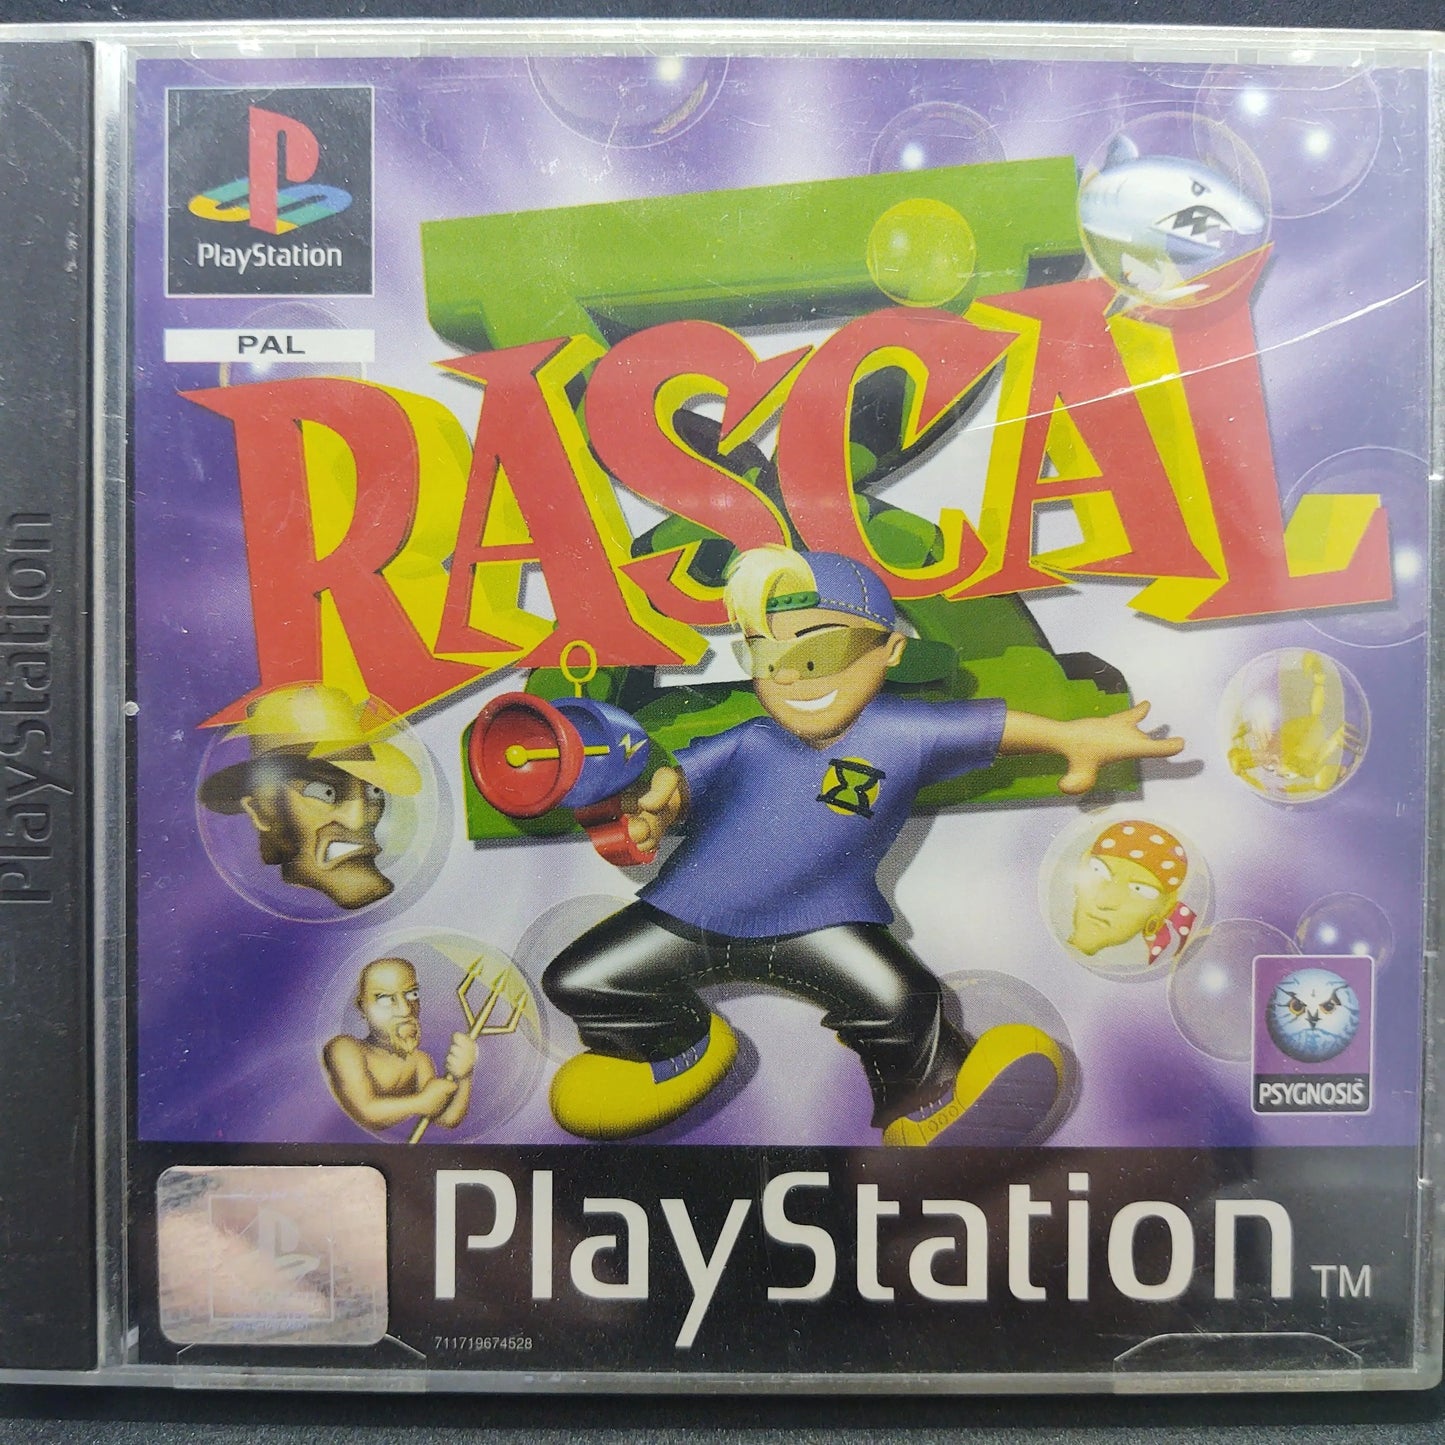 PlayStation
PlayStation
PAL
RASCAL
PSYGNOSIS
PlayStation TM
711719674528